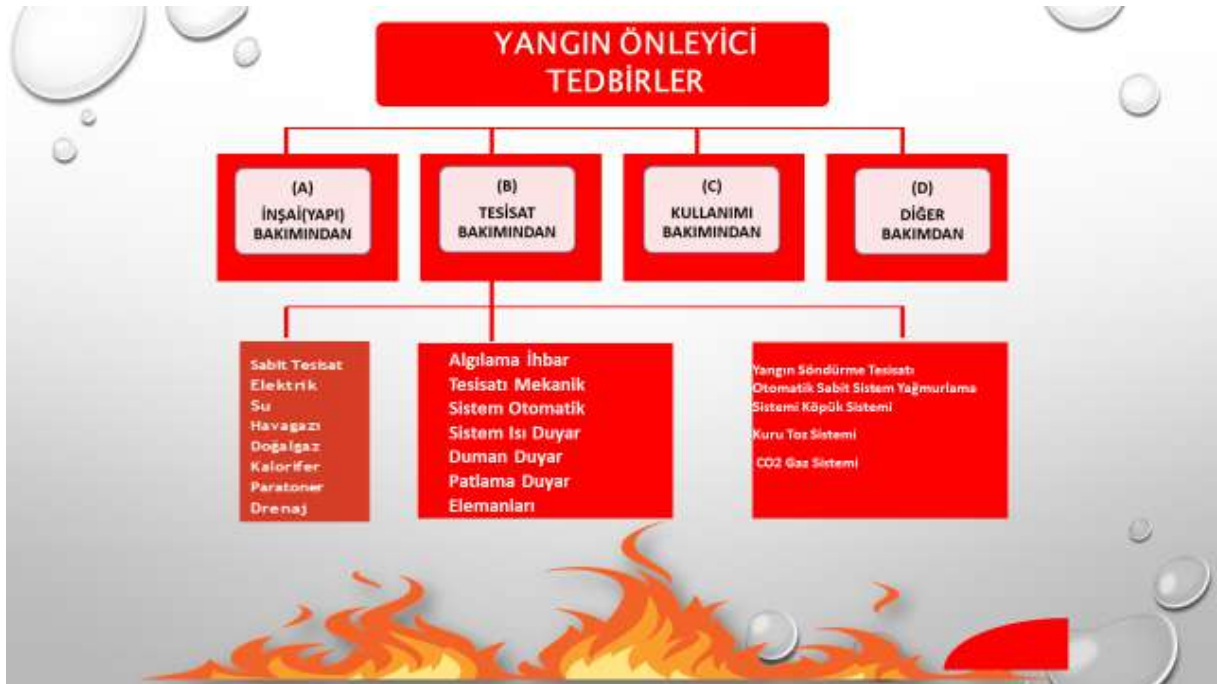 YANGIN ÖNLEYİCİ
TEDBİRLER
(A)
İNŞAİ(YAPI)
BAKIMINDAN
(B)
TESİSAT
BAKIMINDAN
(C)
KULLANIMI
BAKIMINDAN
(D)
DİĞER
BAKIMDAN
Sabit Tesisat
Elektrik
Su
Havagazı
Doğalgaz
Kalorifer
Paratoner
Drenaj
Algılama İhbar
Tesisatı Mekanik
Sistem Otomatik
Sistem Isı Duyar
Duman Duyar
Patlama Duyar
Elemanları
Yangın Söndürme Tesisatı
Otomatik Sabit Sistem Yağmurlama
Sistemi Köpük Sistemi
Kuru Toz Sistemi
CO2 Gaz Sistemi